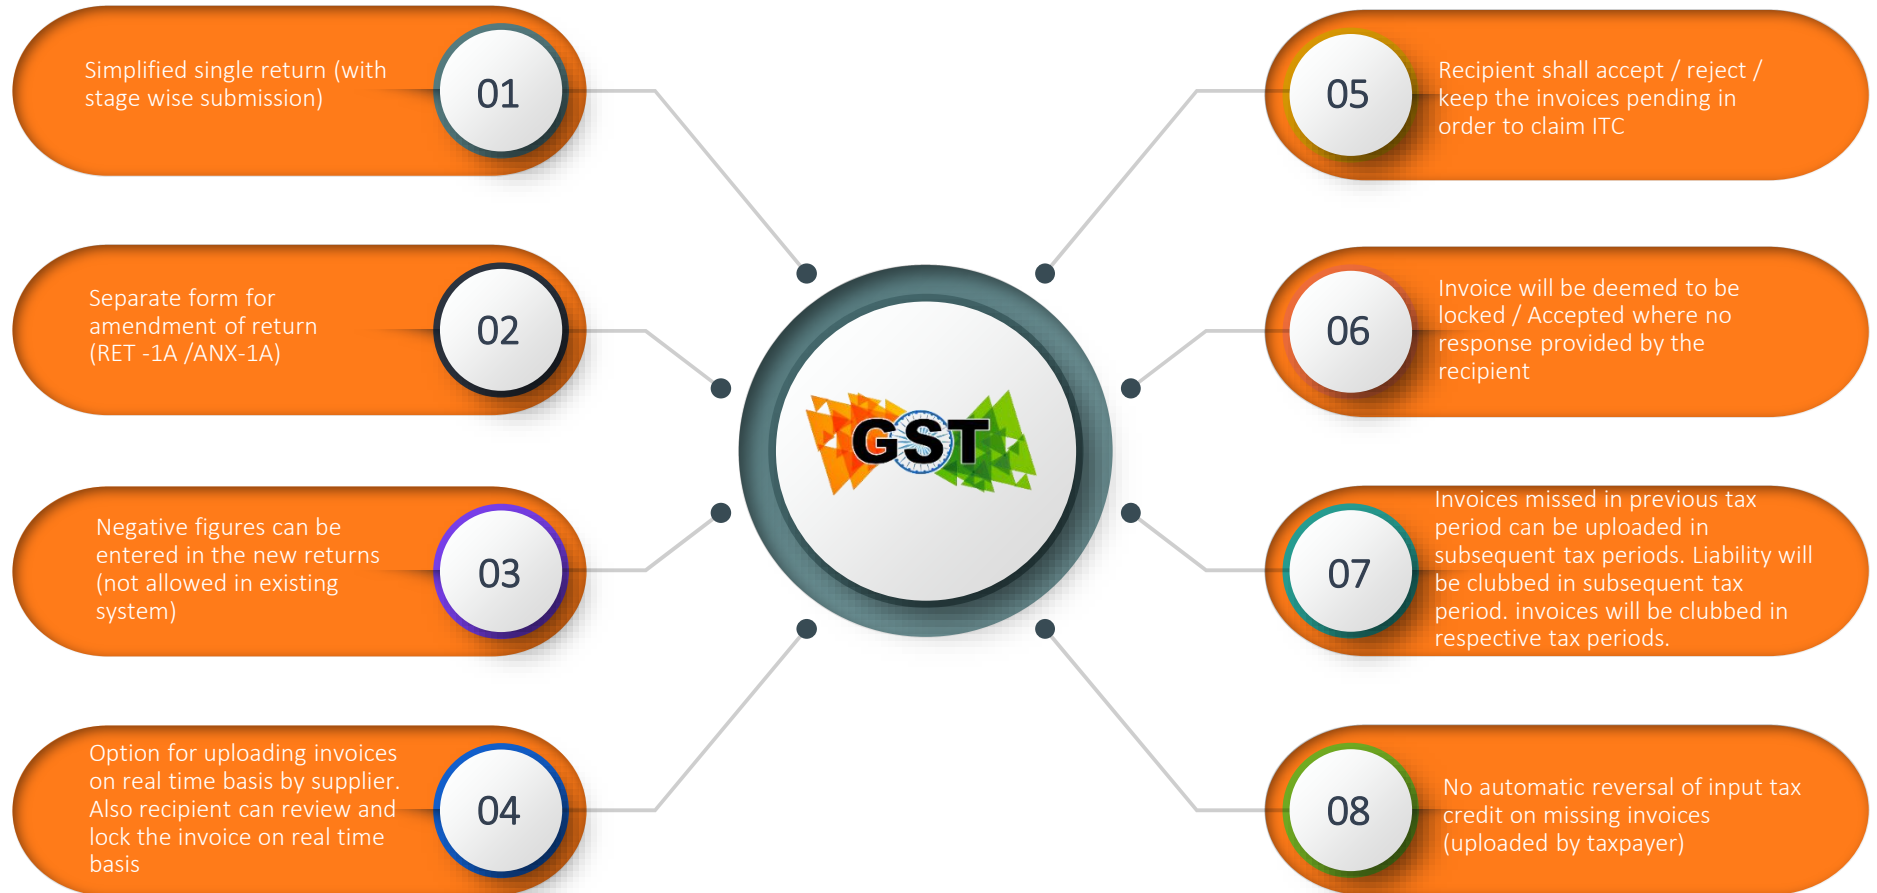 Simplified single return (with
stage wise submission)
01
Separate form for
amendment of return
(RET -1A /ANX-1A)
02
Negative figures can be
entered in the new returns
(not allowed in existing
system)
03
Option for uploading invoices
on real time basis by supplier.
Also recipient can review and
lock the invoice on real time
basis
04
GST
05
Recipient shall accept / reject /
keep the invoices pending in
order to claim ITC
06
Invoice will be deemed to be
locked / Accepted where no
response provided by the
recipient
07
Invoices missed in previous tax
period can be uploaded in
subsequent tax periods. Liability will
be clubbed in subsequent tax
period. invoices will be clubbed in
respective tax periods.
08
No automatic reversal of input tax
credit on missing invoices
(uploaded by taxpayer)